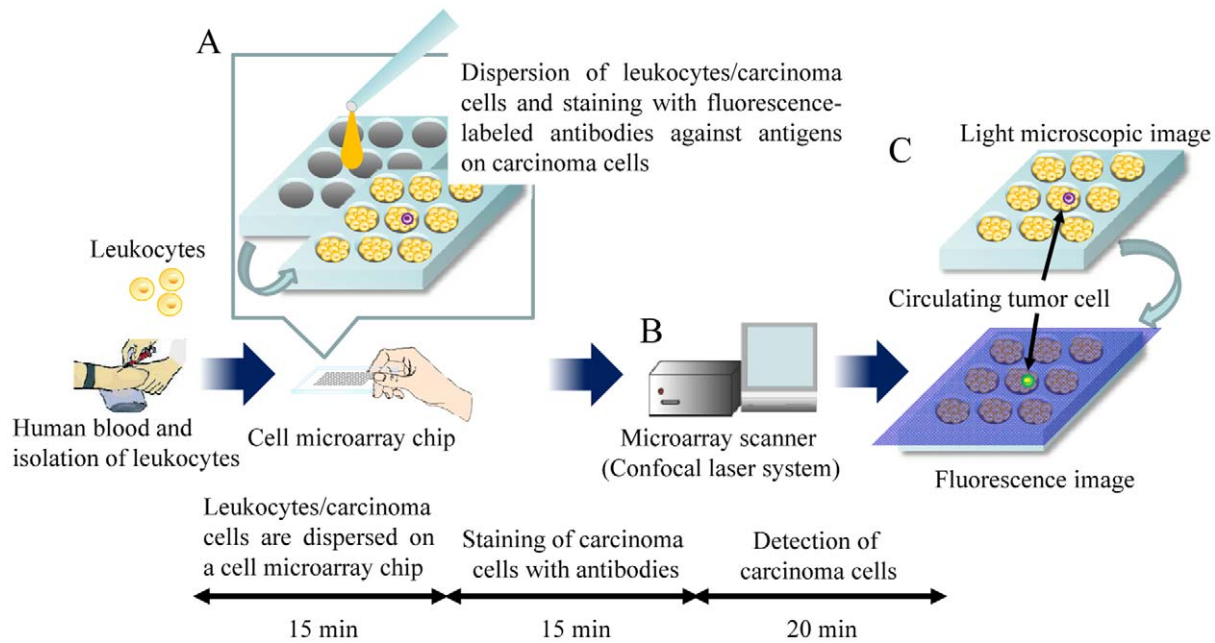 A
Dispersion of leukocytes/carcinoma
cells and staining with fluorescence-
labeled antibodies against antigens
on carcinoma cells
Leukocytes
Human blood and
isolation of leukocytes
Cell microarray chip
B
Microarray scanner
(Confocal laser system)
C
Light microscopic image
Circulating tumor cell
Fluorescence image
Leukocytes/carcinoma
cells are dispersed on
a cell microarray chip
Staining of carcinoma
cells with antibodies
Detection of
carcinoma cells
15 min
15 min
20 min